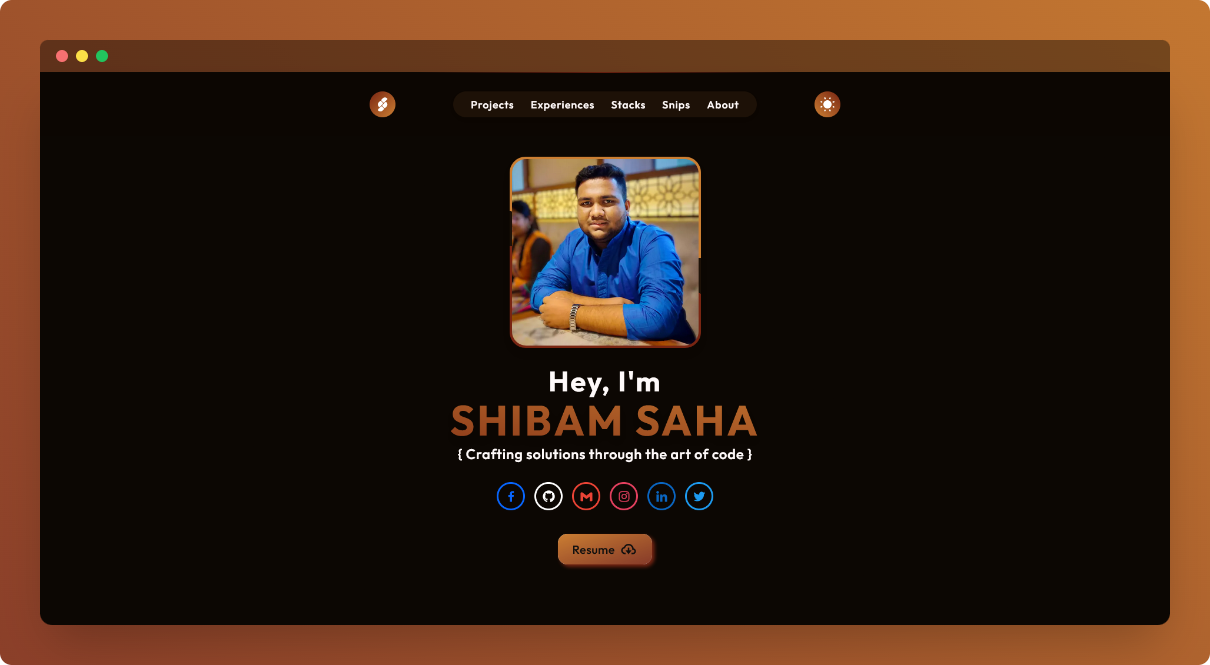 Projects Experiences Stacks Snips About
Hey, I'm
SHIBAM SAHA
{ Crafting solutions through the art of code }
Resume